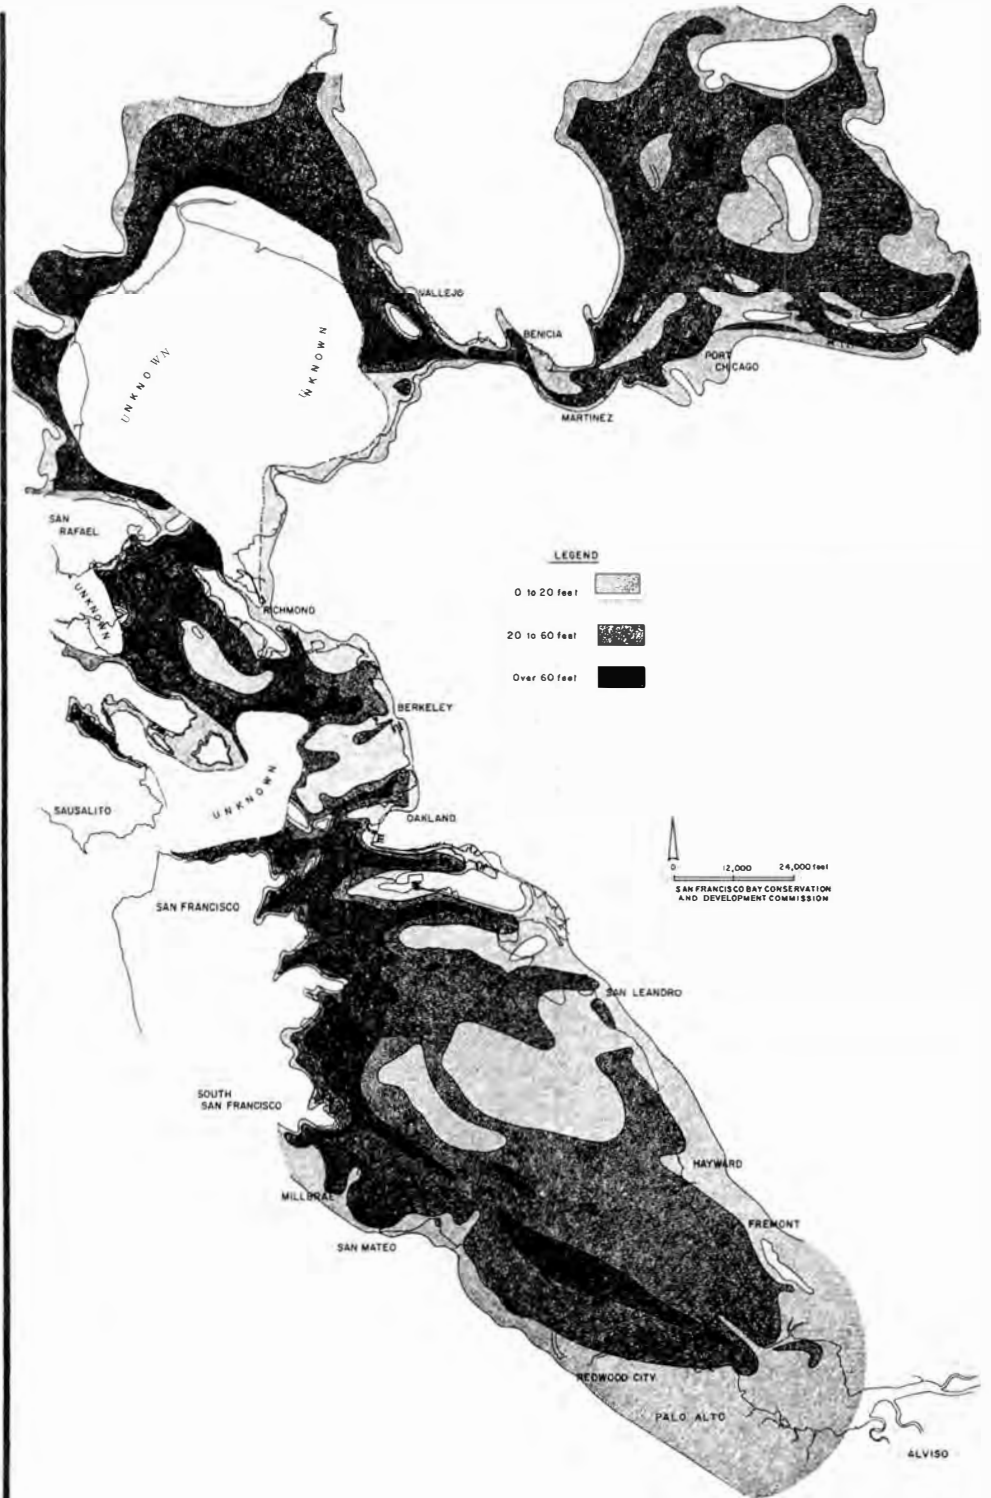 VALLEJO
BENICIA
UNKNOWN
UNKNOWN
PORT
CHICAGO
MARTINEZ
SAN
RAFAEL
LEGEND
0 to 20 feet
UNKNOWN
RICHMOND
20 to 60 feet
Over 60 feet
BERKELEY
UNKNOWN
SAUSALITO
OAKLAND
0 12,000 24,000 feet
SAN FRANCISCO BAY CONSERVATION
AND DEVELOPMENT COMMISSION
SAN FRANCISCO
SAN LEANDRO
SOUTH
SAN FRANCISCO
HAYWARD
MILLBRAE
FREMONT
SAN MATEO
REDWOOD CITY
PALO ALTO
ALVISO